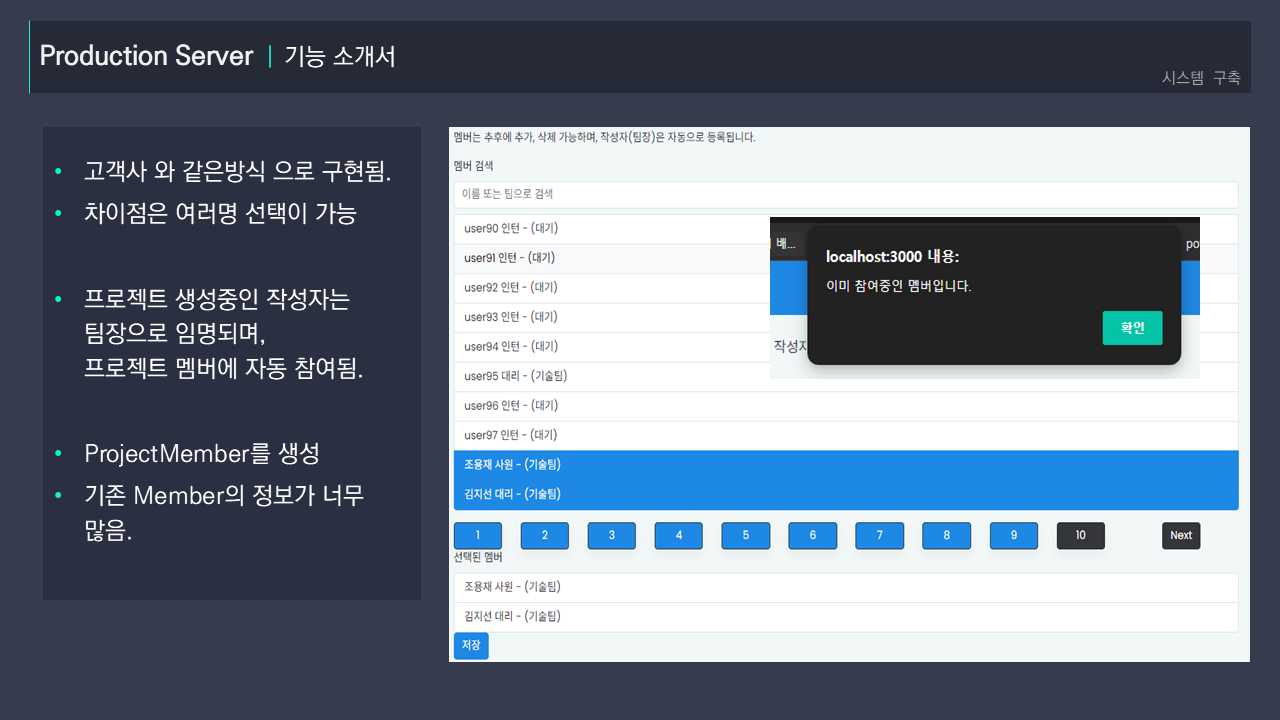 Production Server | 기능 소개서
시스템 구축
• 고객사 와 같은방식 으로 구현됨.
• 차이점은 여러명 선택이 가능
• 프로젝트 생성중인 작성자는
팀장으로 임명되며,
프로젝트 멤버에 자동 참여됨.
• ProjectMember를 생성
• 기존 Member의 정보가 너무
많음.
멤버는 추후에 추가, 삭제 가능하며, 작성자(팀장)은 자동으로 등록됩니다.
멤버 검색
이름 또는 팀으로 검색
user90 인턴 - (대기)
user91 인턴 - (대기)
user92 인턴 - (대기)
user93 인턴 - (대기)
user94 인턴 - (대기)
user95 대리 - (기술팀)
user96 인턴 - (대기)
user97 인턴 - (대기)
조용재 사원 - (기술팀)
김지선 대리 - (기술팀)
배...
po
localhost:3000 내용:
이미 참여중인 멤버입니다.
확인
작성자
1 2 3 4 5 6 7 8 9 10 Next
선택된 멤버
조용재 사원 - (기술팀)
김지선 대리 - (기술팀)
저장